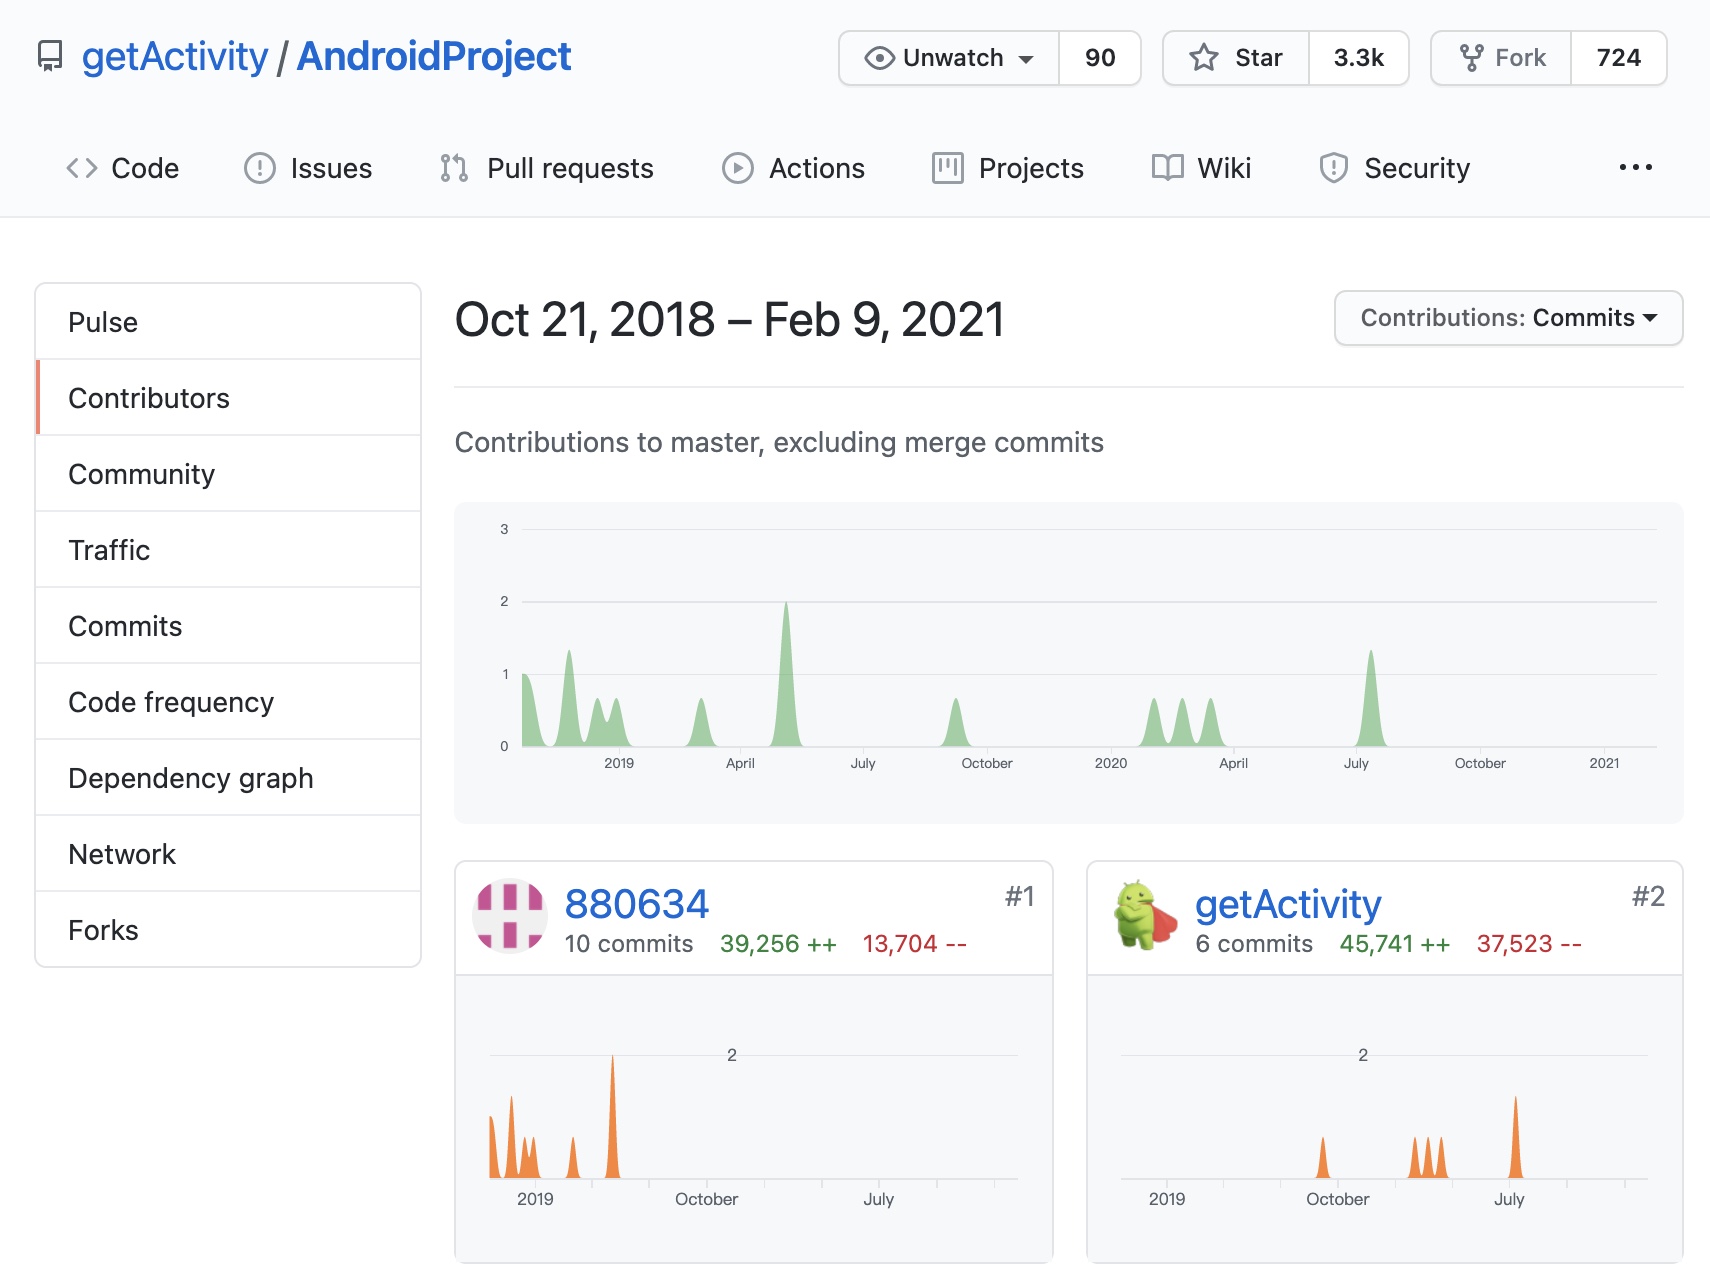 getActivity / AndroidProject
Unwatch 90
Star 3.3k
Fork 724
Code Issues Pull requests Actions Projects Wiki Security ...
Pulse
Contributors
Community
Traffic
Commits
Code frequency
Dependency graph
Network
Forks
Oct 21, 2018 – Feb 9, 2021
Contributions: Commits
Contributions to master, excluding merge commits
3
2
1
0
2019 April July October 2020 April July October 2021
880634 #1
10 commits 39,256 ++ 13,704 --
2
2019 October July
getActivity #2
6 commits 45,741 ++ 37,523 --
2
2019 October July